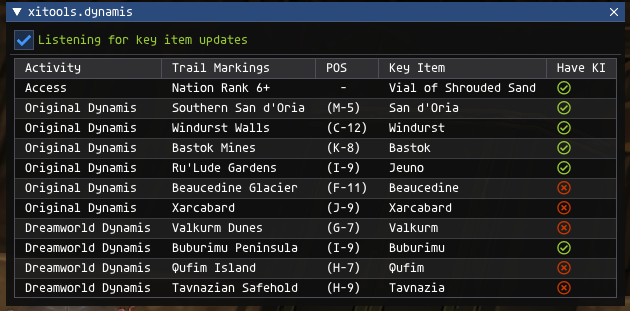 xitools.dynamis
Listening for key item updates
Activity Trail Markings POS Key Item Have KI
Access Nation Rank 6+ - Vial of Shrouded Sand
Original Dynamis Southern San d'Oria (M-5) San d'Oria
Original Dynamis Windurst Walls (C-12) Windurst
Original Dynamis Bastok Mines (K-8) Bastok
Original Dynamis Ru'Lude Gardens (I-9) Jeuno
Original Dynamis Beaucedine Glacier (F-11) Beaucedine
Original Dynamis Xarcabard (J-9) Xarcabard
Dreamworld Dynamis Valkurm Dunes (G-7) Valkurm
Dreamworld Dynamis Buburimu Peninsula (I-9) Buburimu
Dreamworld Dynamis Qufim Island (H-7) Qufim
Dreamworld Dynamis Tavnazian Safehold (H-9) Tavnazia